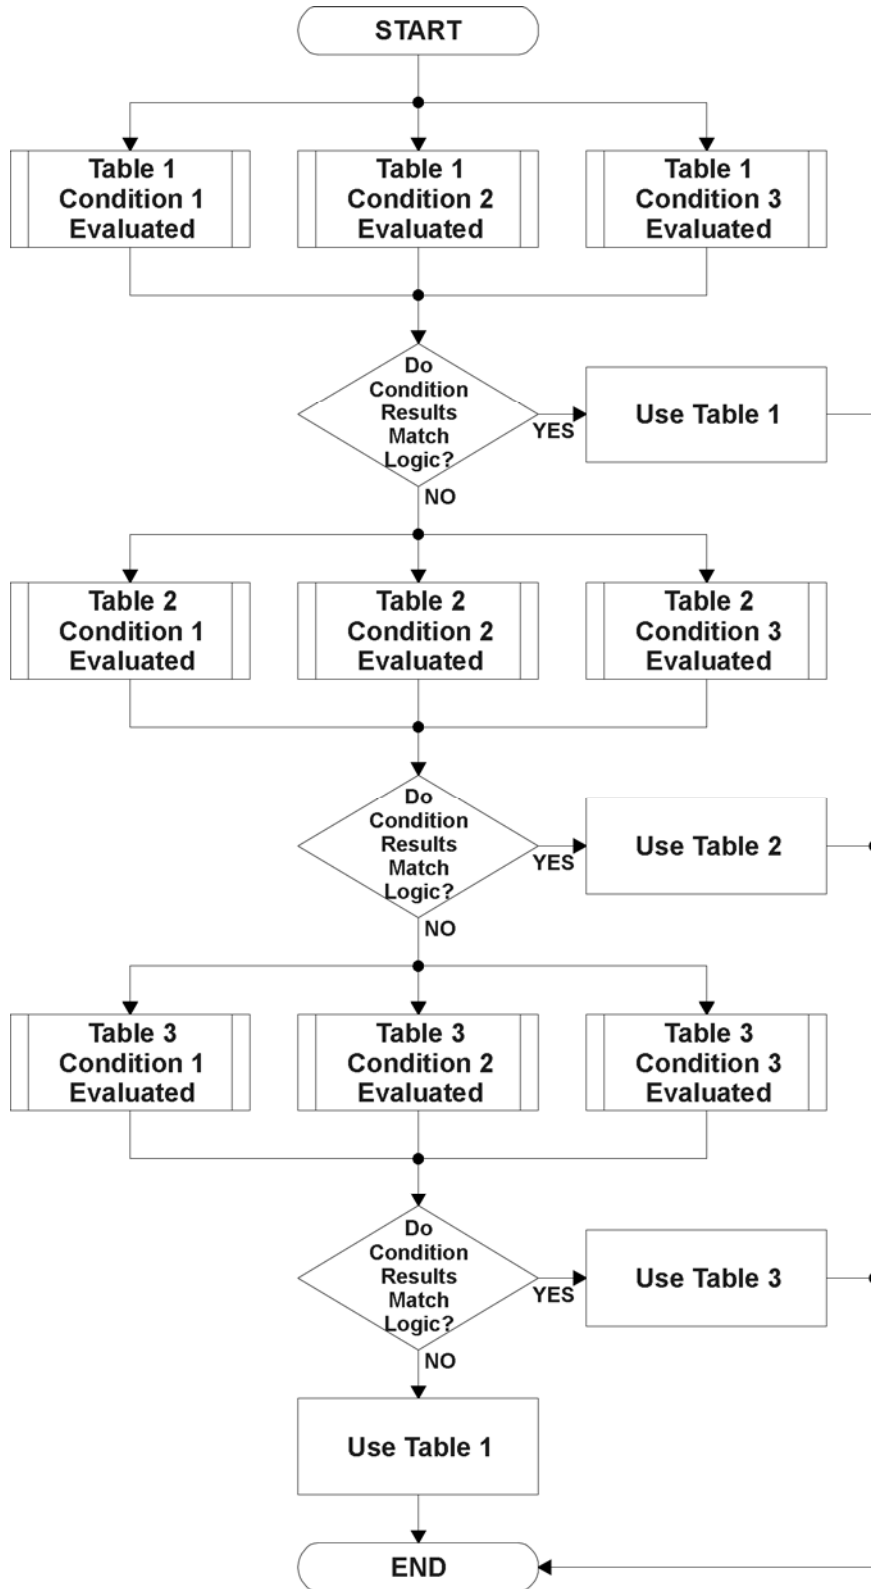 START
Table 1
Condition 1
Evaluated
Table 1
Condition 2
Evaluated
Table 1
Condition 3
Evaluated
Do
Condition
Results
Match
Logic?
YES
Use Table 1
NO
Table 2
Condition 1
Evaluated
Table 2
Condition 2
Evaluated
Table 2
Condition 3
Evaluated
Do
Condition
Results
Match
Logic?
YES
Use Table 2
NO
Table 3
Condition 1
Evaluated
Table 3
Condition 2
Evaluated
Table 3
Condition 3
Evaluated
Do
Condition
Results
Match
Logic?
YES
Use Table 3
NO
Use Table 1
END